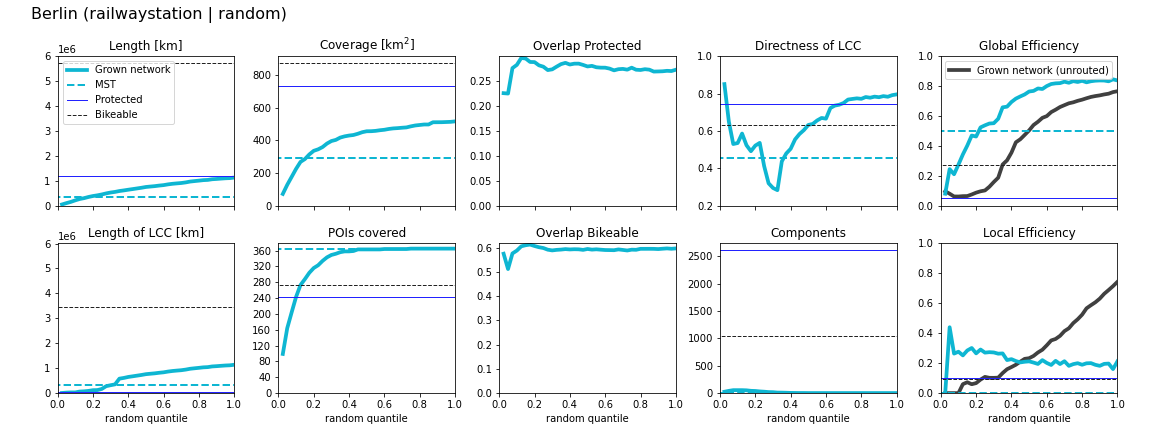 Berlin (railwaystation | random)
Length [km]
1e6
6
5
4
3
2
1
0
Grown network
MST
Protected
Bikeable
Coverage [km²]
800
600
400
200
0
Overlap Protected
0.25
0.20
0.15
0.10
0.05
0.00
Directness of LCC
1.0
0.8
0.6
0.4
0.2
Global Efficiency
1.0
0.8
0.6
0.4
0.2
0.0
Grown network (unrouted)
Length of LCC [km]
1e6
6
5
4
3
2
1
0
0.0 0.2 0.4 0.6 0.8 1.0
random quantile
POIs covered
360
320
280
240
200
160
120
80
40
0.0 0.2 0.4 0.6 0.8 1.0
random quantile
Overlap Bikeable
0.6
0.5
0.4
0.3
0.2
0.1
0.0
0.0 0.2 0.4 0.6 0.8 1.0
random quantile
Components
2500
2000
1500
1000
500
0
0.0 0.2 0.4 0.6 0.8 1.0
random quantile
Local Efficiency
1.0
0.8
0.6
0.4
0.2
0.0
0.0 0.2 0.4 0.6 0.8 1.0
random quantile